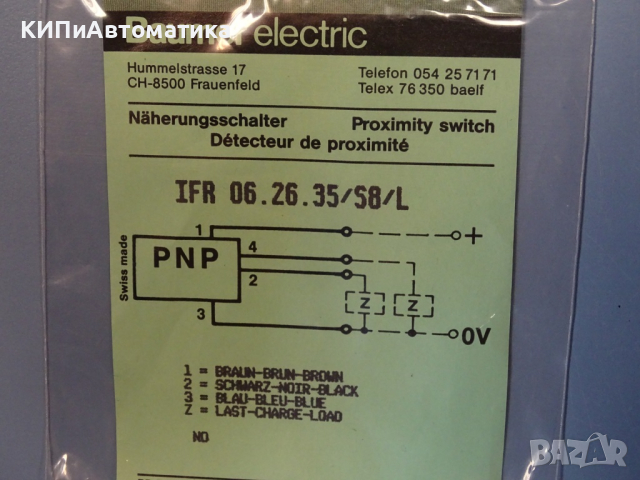 КИПиАвтоматика
Baumer electric
Hummelstrasse 17
CH-8500 Frauenfeld
Telefon 054 25 71 71
Telex 76 350 baelf
Näherungsschalter
Proximity switch
Détecteur de proximité
IFR 06.26.35/S8/L
Swiss made
PNP
1
4
2
3
+
Z
Z
0V
1 = BRAUN-BRUN-BROWN
2 = SCHWARZ-NOIR-BLACK
3 = BLAU-BLEU-BLUE
Z = LAST-CHARGE-LOAD
NO
BAZAR